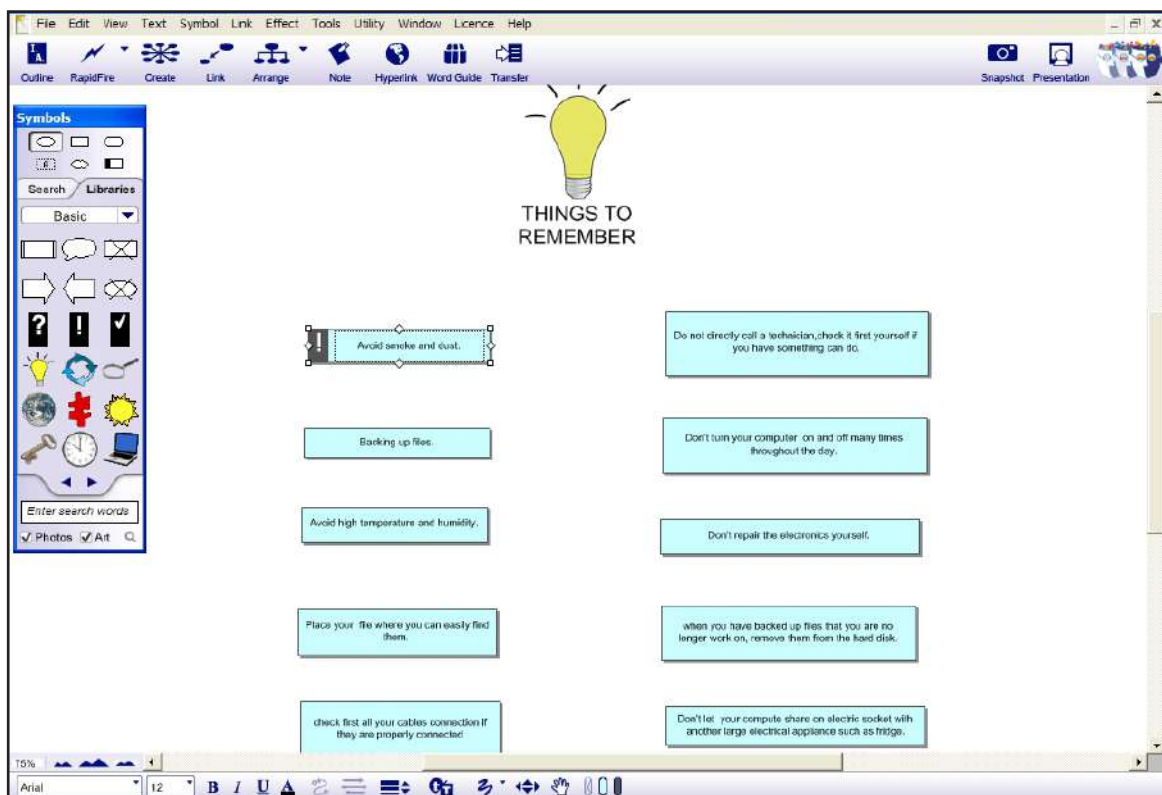 File Edit View Text Symbol Link Effect Tools Utility Window Licence Help
Outline RapidFire Create Link Arrange Note Hyperlink Word Guide Transfer Snapshot Presentation
Symbols
Search Libraries
Basic
Enter search words
Photos Art
THINGS TO
REMEMBER
Avoid smoke and dust.
Backing up files.
Avoid high temperature and humidity.
Place your file where you can easily find
them.
check first all your cables connection if
they are properly connected
Do not directly call a technician,check it first yourself if
you have something can do.
Don't turn your computer on and off many times
throughout the day.
Don't repair the electronics yourself.
when you have backed up files that you are no
longer work on, remove them from the hard disk.
Don't let your compute share on electric socket with
another large electrical appliance such as fridge.
75%
Arial 12 B I U A